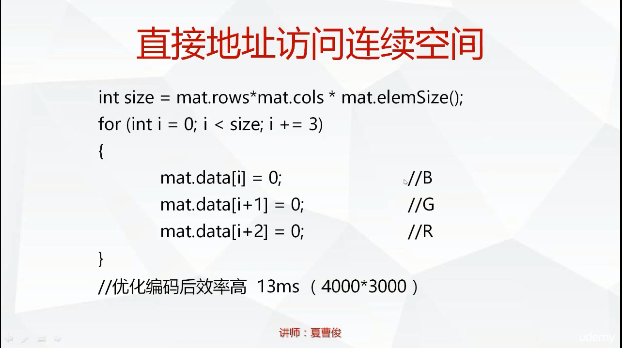 直接地址访问连续空间
int size = mat.rows*mat.cols * mat.elemSize();
for (int i = 0; i < size; i += 3)
{
mat.data[i] = 0; //B
mat.data[i+1] = 0; //G
mat.data[i+2] = 0; //R
}
//优化编码后效率高 13ms （4000*3000）
讲师：夏曹俊
udemy